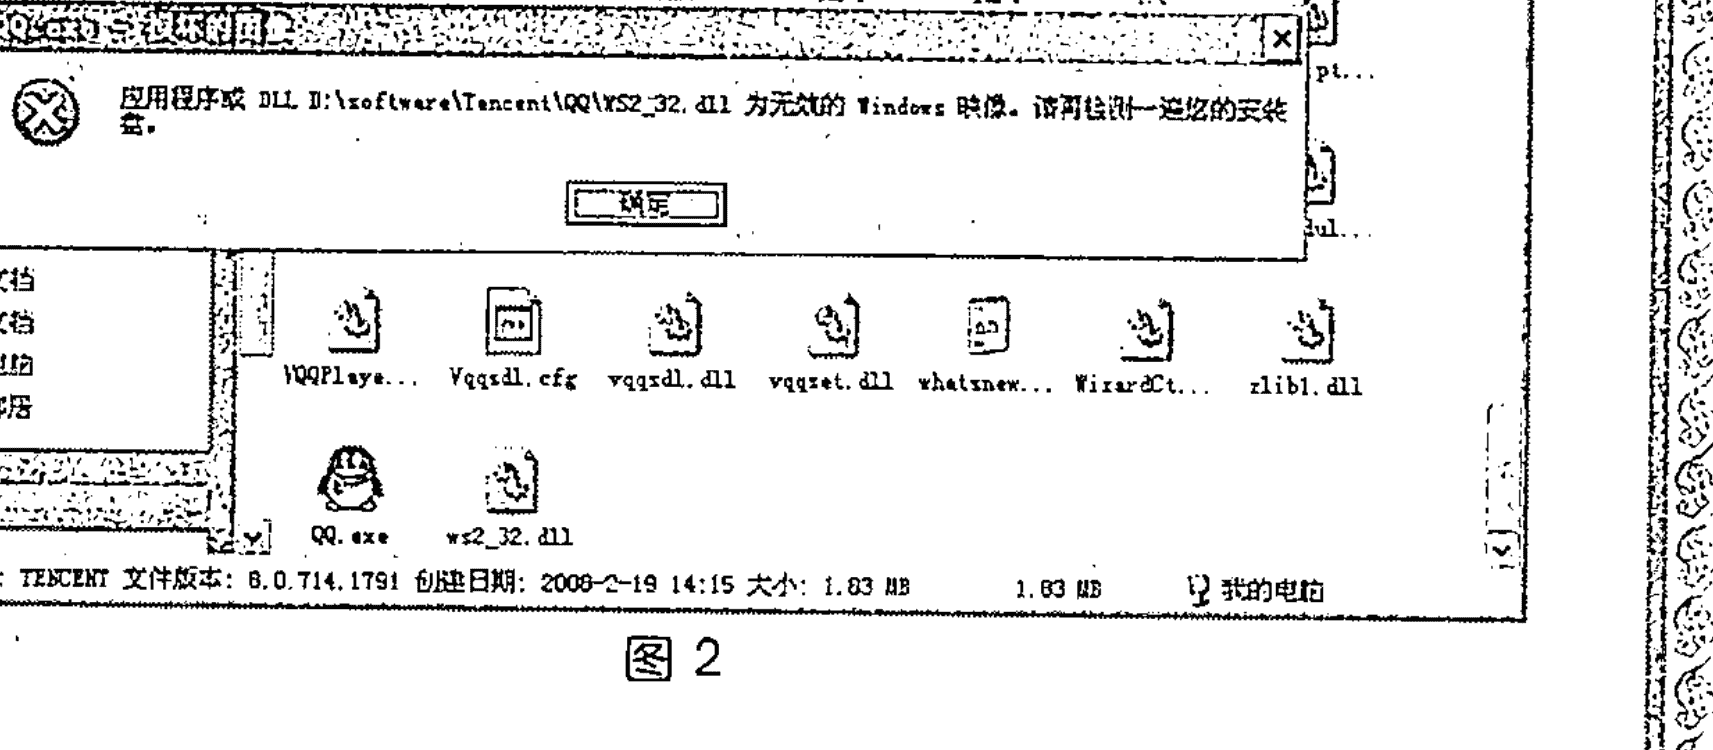 QQ.exe - 损坏的图像
pt...
应用程序或 DLL D:\software\Tencent\QQ\WS2_32.dll 为无效的 Windows 映像。请再检测一遍您的安装
盘。
确定
dul...
文档
文档
电脑
邻居
VQQPlaye... Vqqsdl.cfg vqqsdl.dll vqqset.dll whatsnew... WizardCt... zlib1.dll
QQ.exe ws2_32.dll
: TENCENT 文件版本: 8.0.714.1791 创建日期: 2008-2-19 14:15 大小: 1.83 MB 1.83 MB 我的电脑
图 2